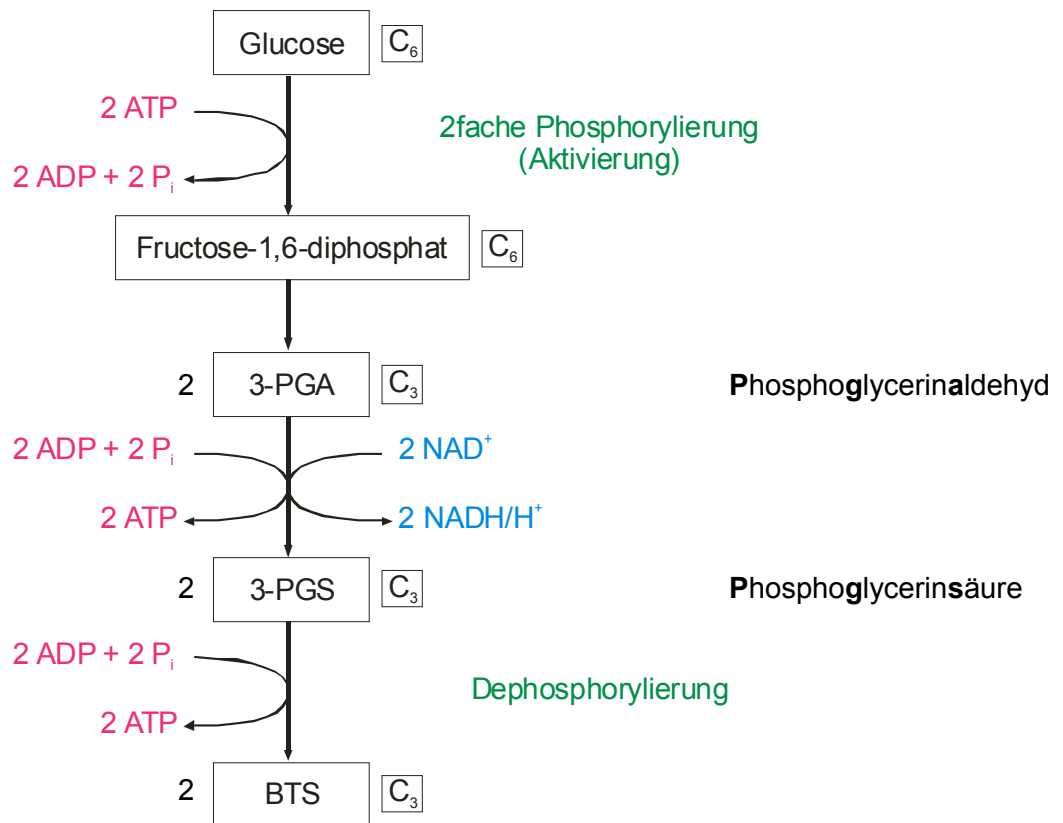 Glucose C₆
2 ATP
2fache Phosphorylierung
(Aktivierung)
2 ADP + 2 Pᵢ
Fructose-1,6-diphosphat C₆
2 3-PGA C₃ Phosphoglycerinaldehyd
2 ADP + 2 Pᵢ 2 NAD⁺
2 ATP 2 NADH/H⁺
2 3-PGS C₃ Phosphoglycerinsäure
2 ADP + 2 Pᵢ
Dephosphorylierung
2 ATP
2 BTS C₃